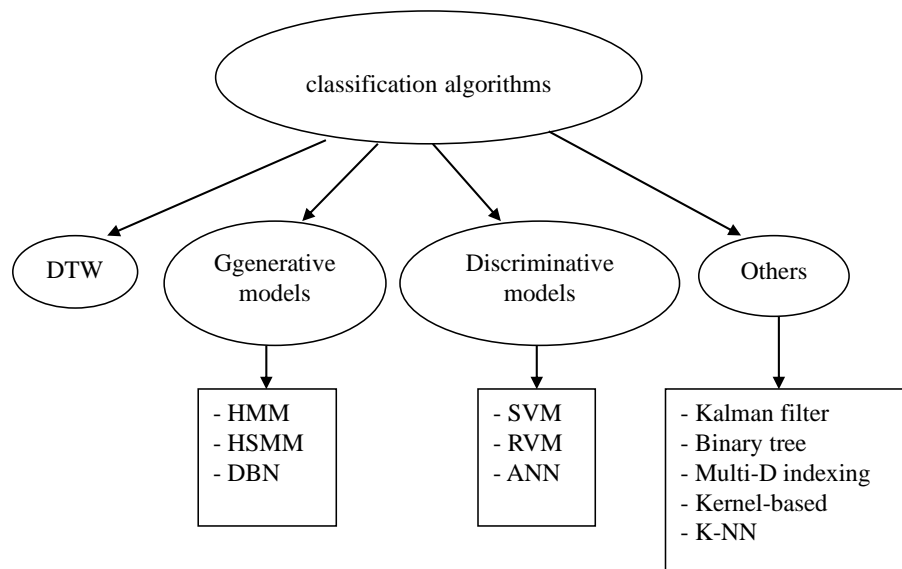 classification algorithms
DTW
Ggenerative
models
Discriminative
models
Others
- HMM
- HSMM
- DBN
- SVM
- RVM
- ANN
- Kalman filter
- Binary tree
- Multi-D indexing
- Kernel-based
- K-NN